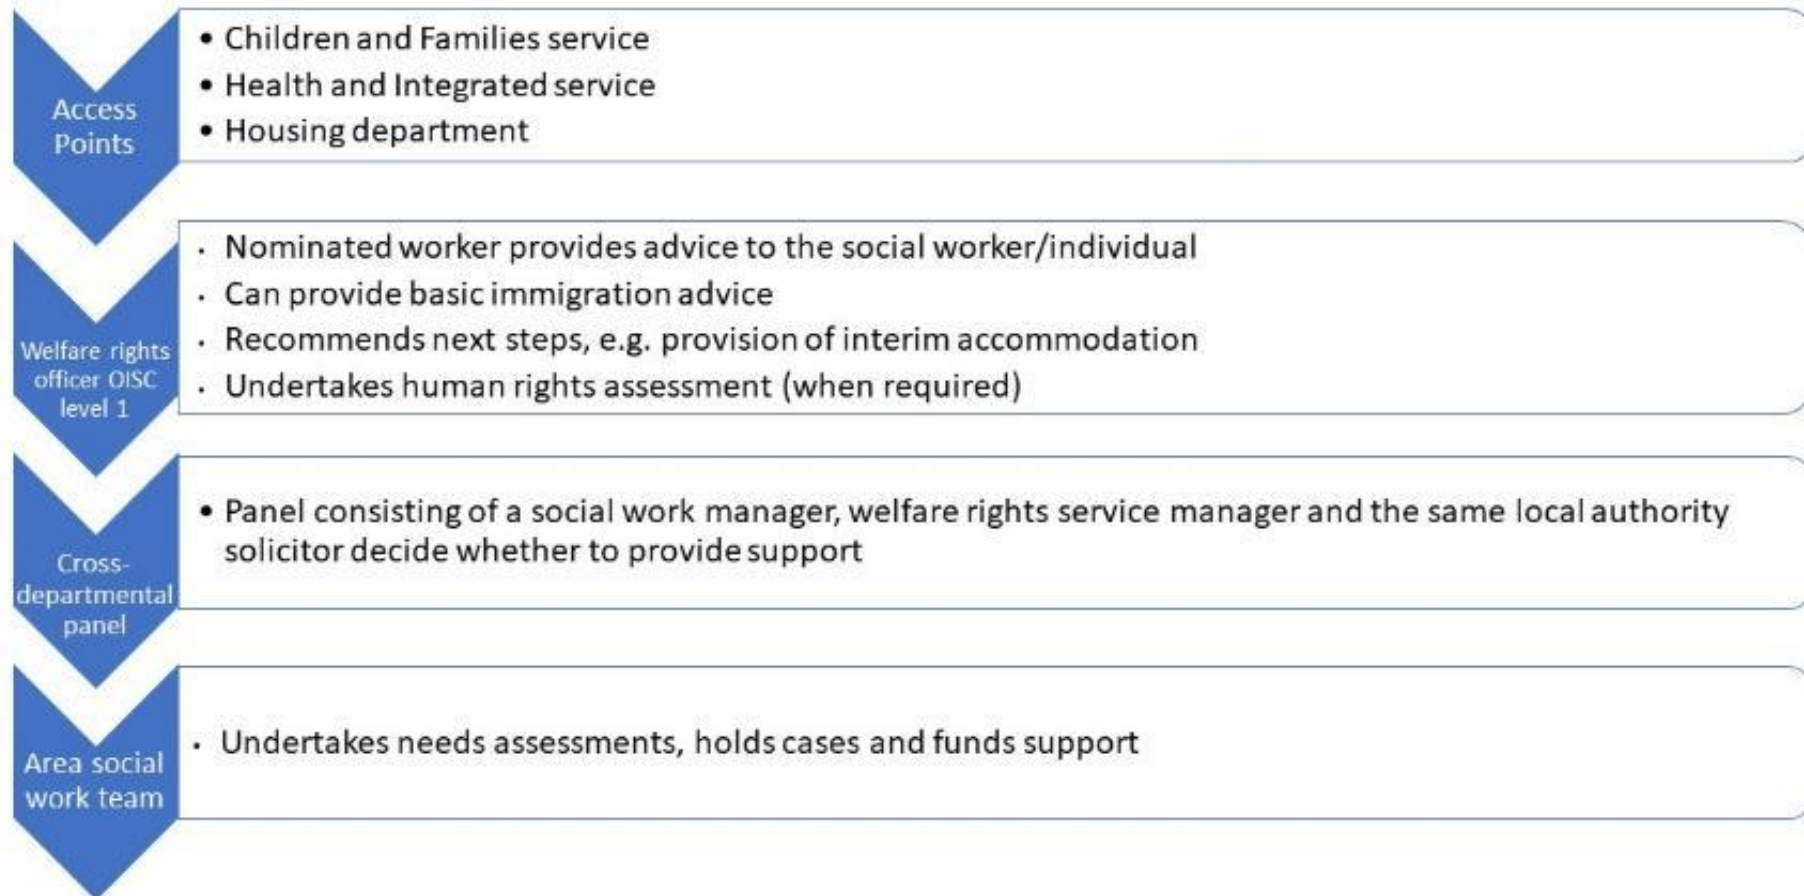 Access
Points
• Children and Families service
• Health and Integrated service
• Housing department
Welfare rights
officer OISC
level 1
· Nominated worker provides advice to the social worker/individual
· Can provide basic immigration advice
· Recommends next steps, e.g. provision of interim accommodation
· Undertakes human rights assessment (when required)
Cross-
departmental
panel
• Panel consisting of a social work manager, welfare rights service manager and the same local authority
solicitor decide whether to provide support
Area social
work team
· Undertakes needs assessments, holds cases and funds support